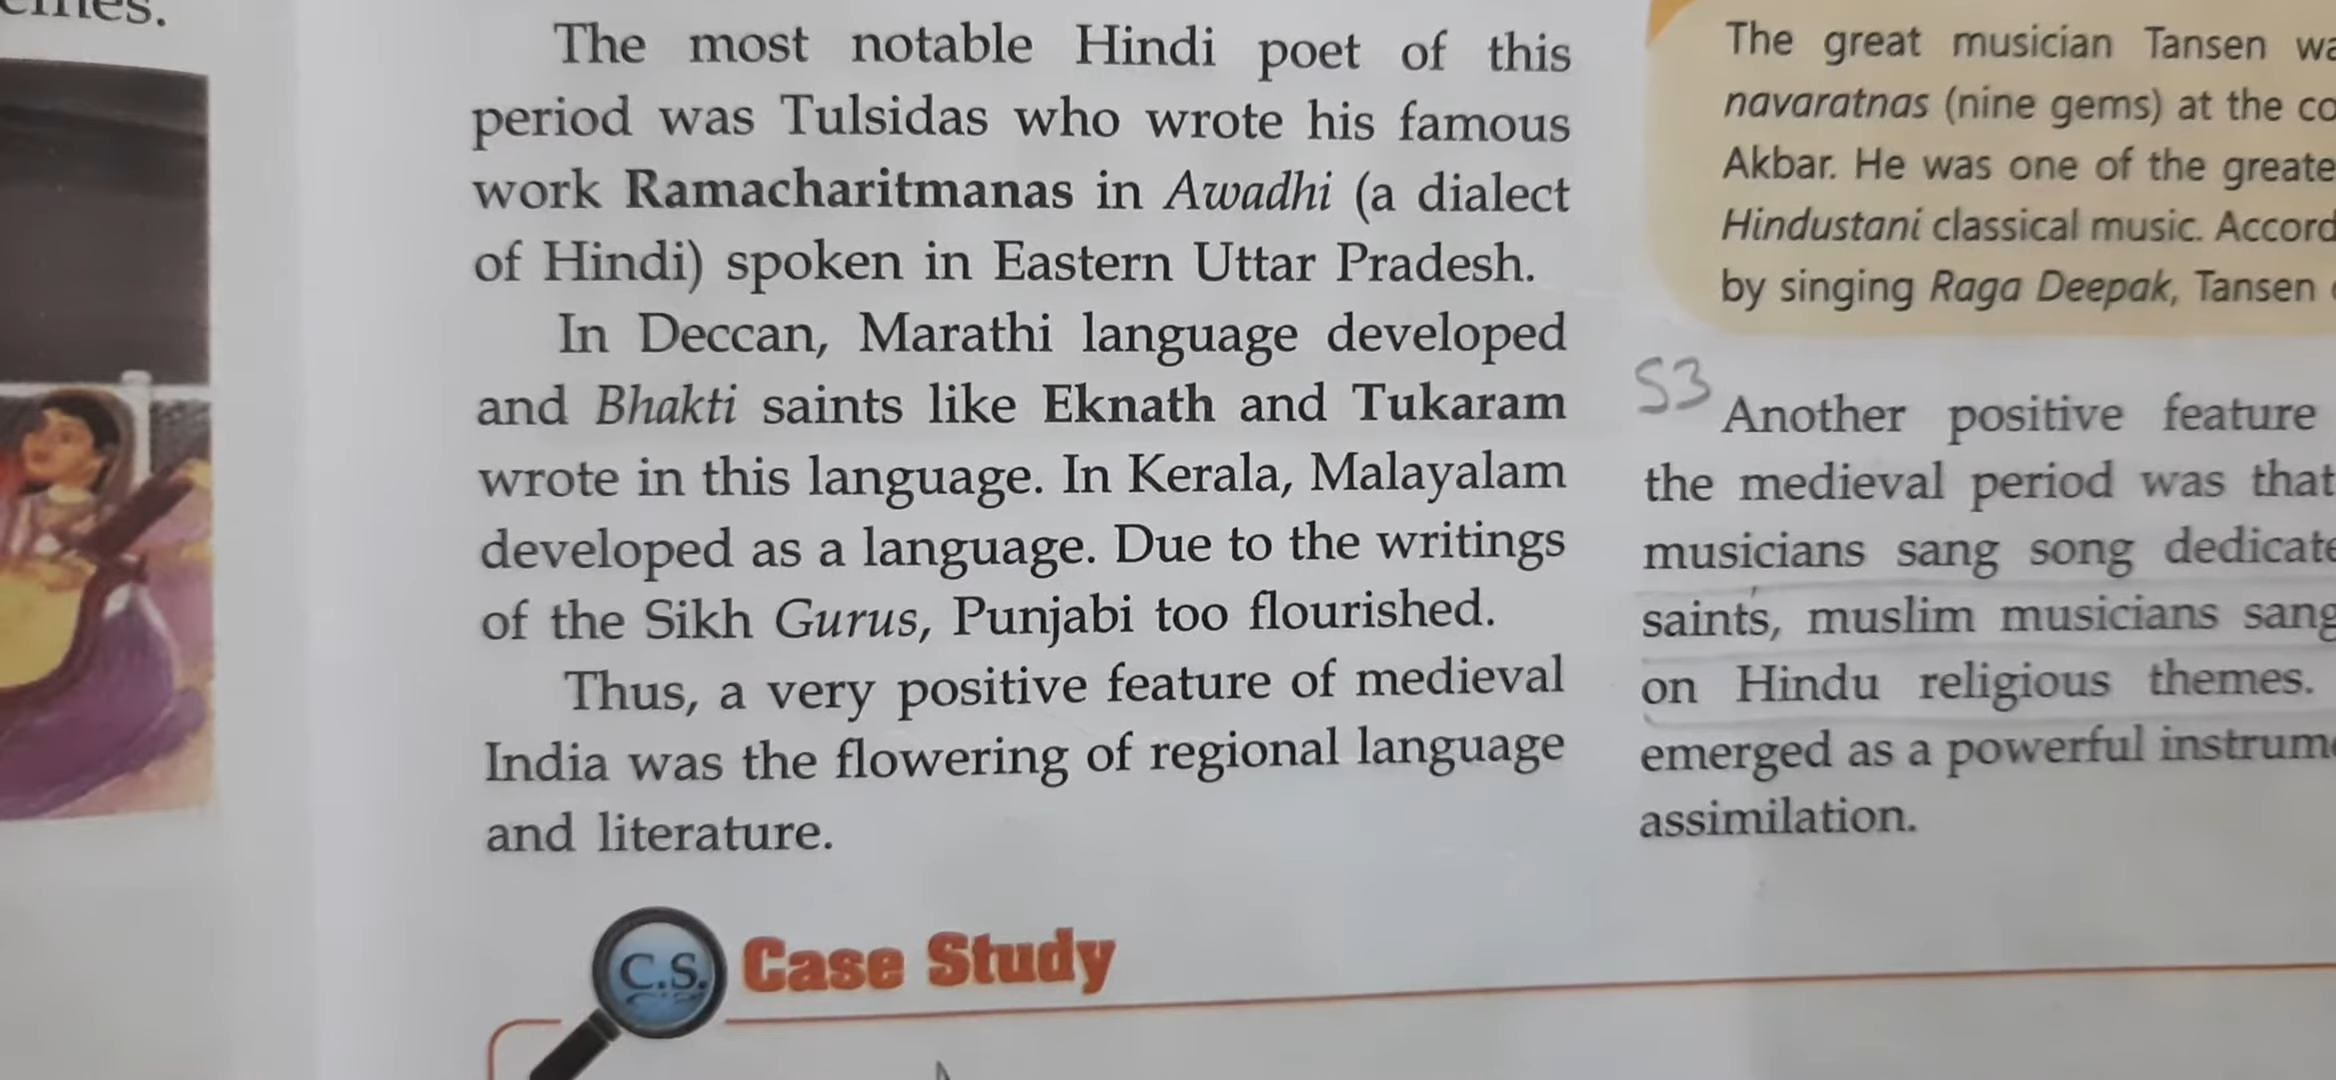 The most notable Hindi poet of this
period was Tulsidas who wrote his famous
work Ramacharitmanas in Awadhi (a dialect
of Hindi) spoken in Eastern Uttar Pradesh.
In Deccan, Marathi language developed
and Bhakti saints like Eknath and Tukaram
wrote in this language. In Kerala, Malayalam
developed as a language. Due to the writings
of the Sikh Gurus, Punjabi too flourished.
Thus, a very positive feature of medieval
India was the flowering of regional language
and literature.
The great musician Tansen
navaratnas (nine gems) at the
Akbar. He was one of the
Hindustani classical music.
by singing Raga Deepak, Tansen
S3
Another positive feature
the medieval period was that
musicians sang song
saints, muslim musicians sang
on Hindu religious themes.
emerged as a powerful
assimilation.
C.S. Case Study